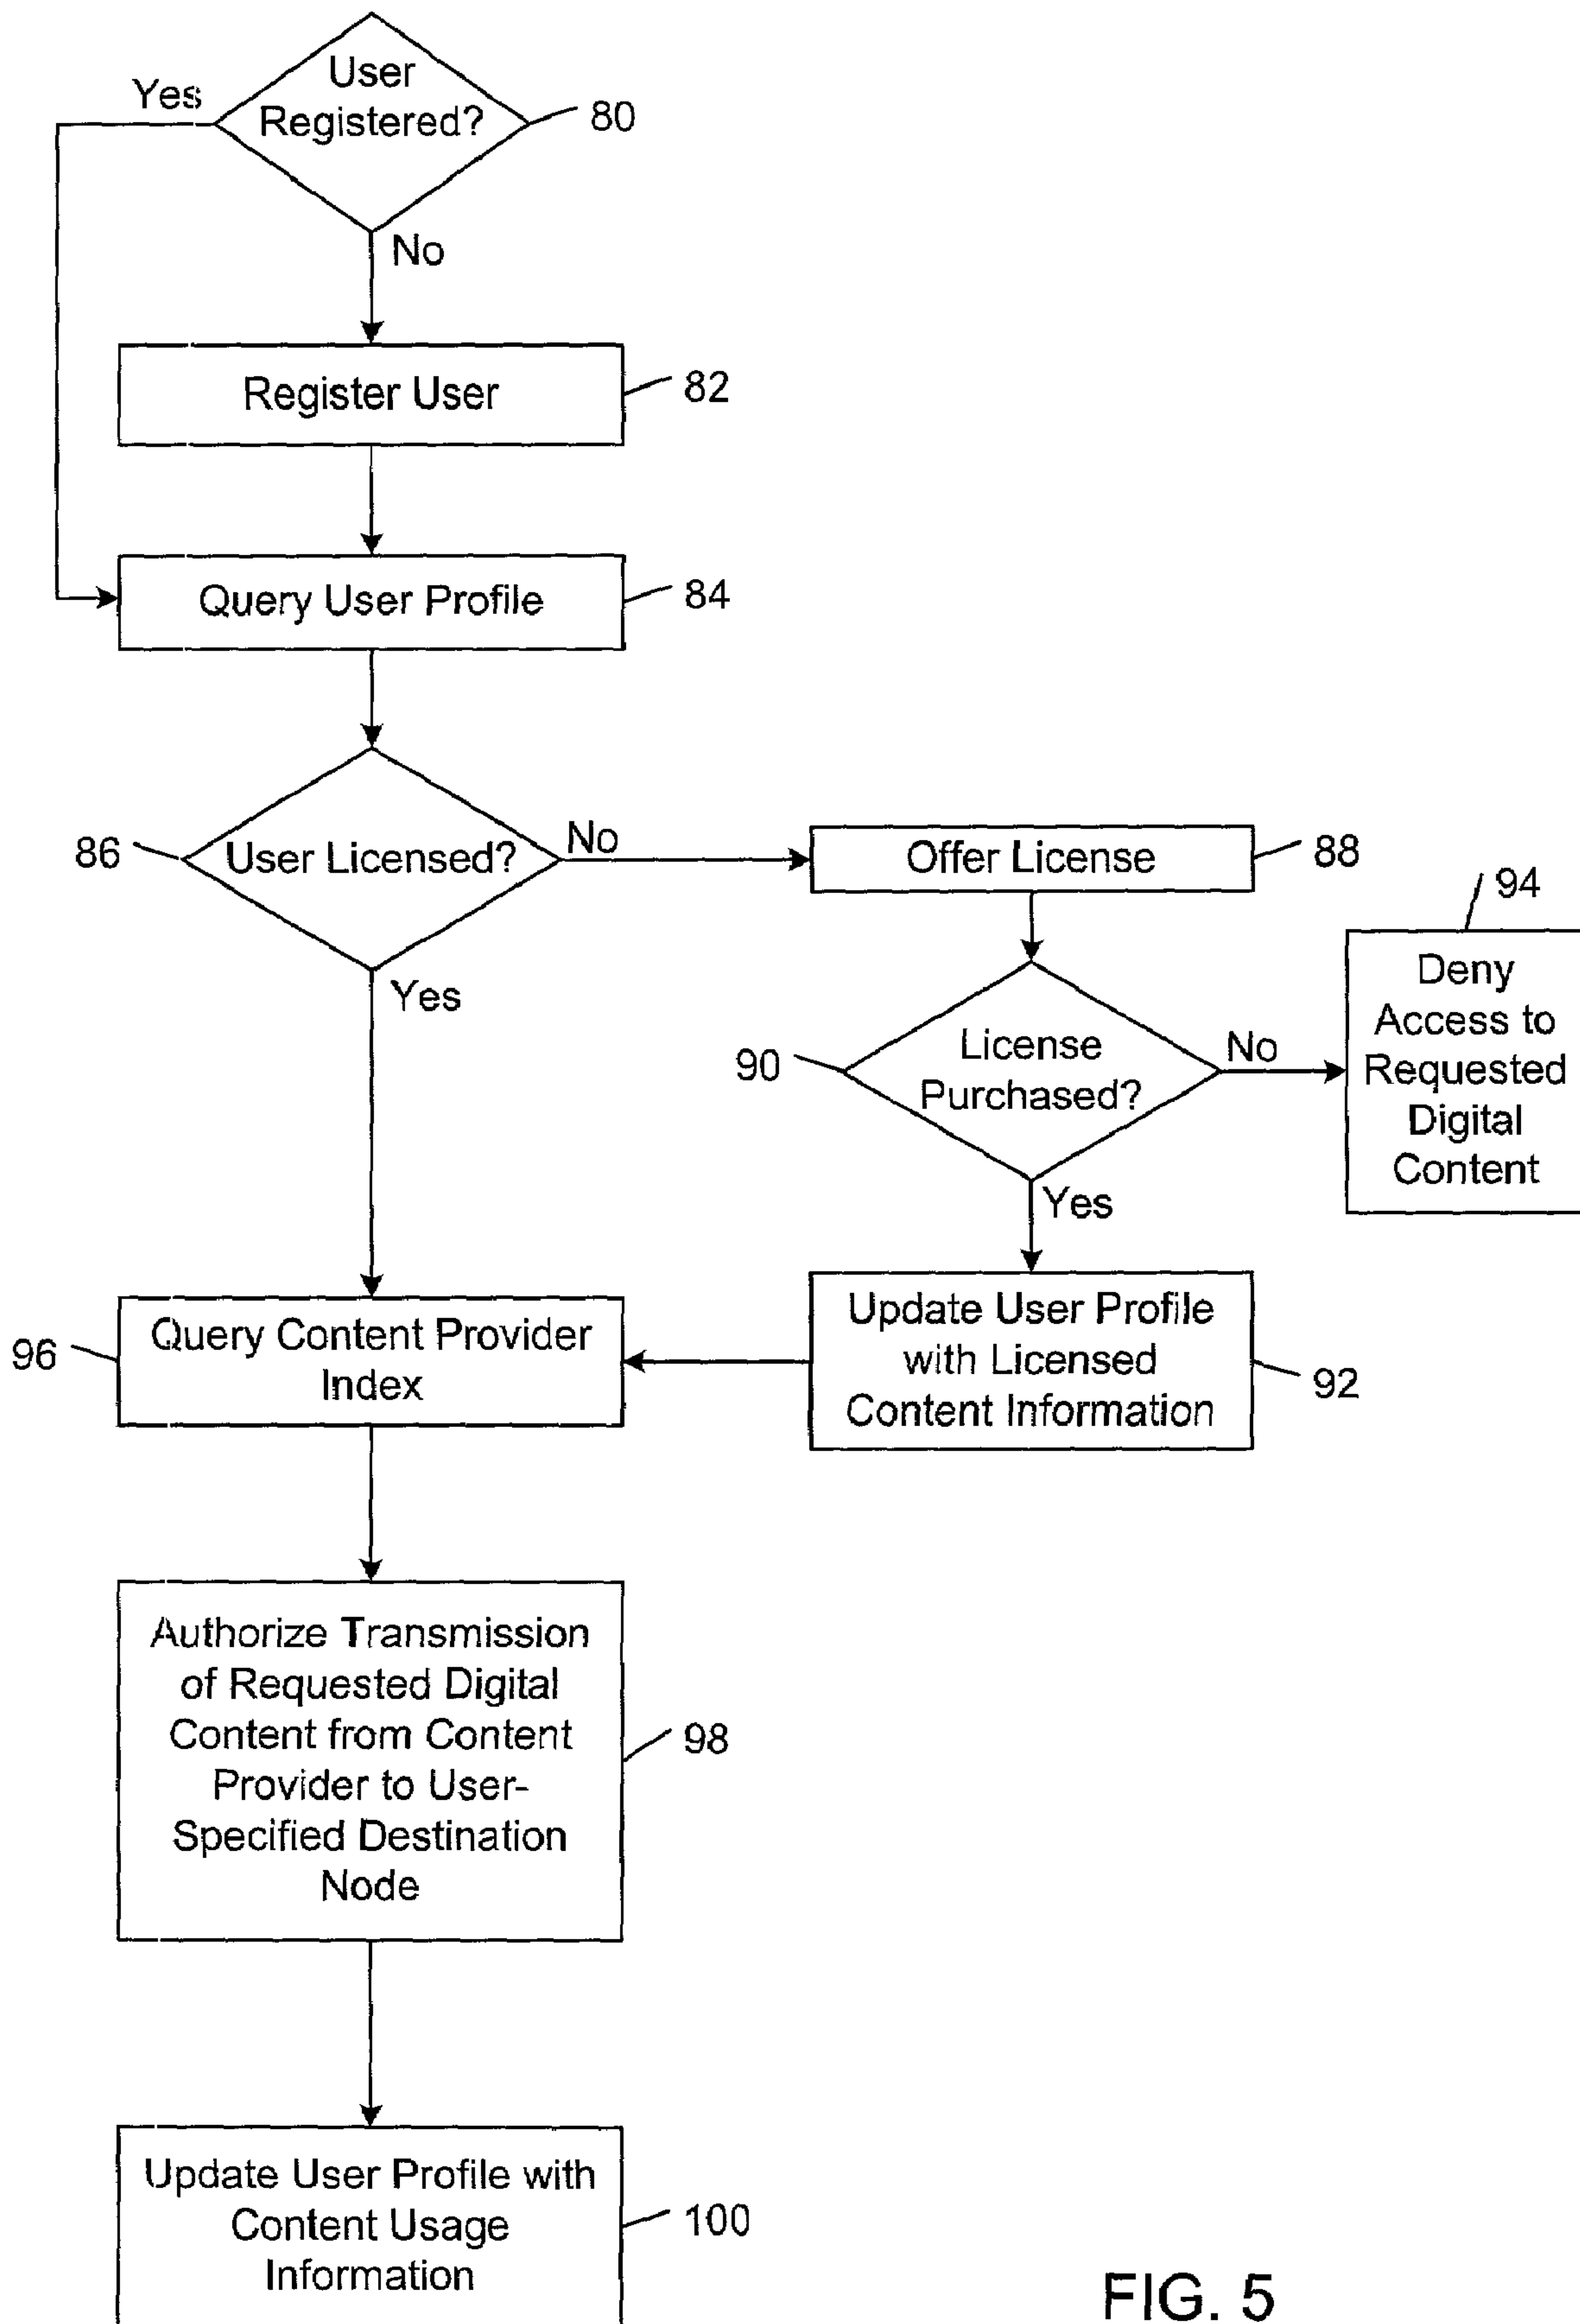 User
Registered?
Yes
80
No
Register User
82
Query User Profile
84
86
User Licensed?
No
Offer License
88
Yes
94
Deny
Access to
Requested
Digital
Content
90
License
Purchased?
No
Yes
96
Query Content Provider
Index
Update User Profile
with Licensed
Content Information
92
Authorize Transmission
of Requested Digital
Content from Content
Provider to User-
Specified Destination
Node
98
Update User Profile with
Content Usage
Information
100
FIG. 5